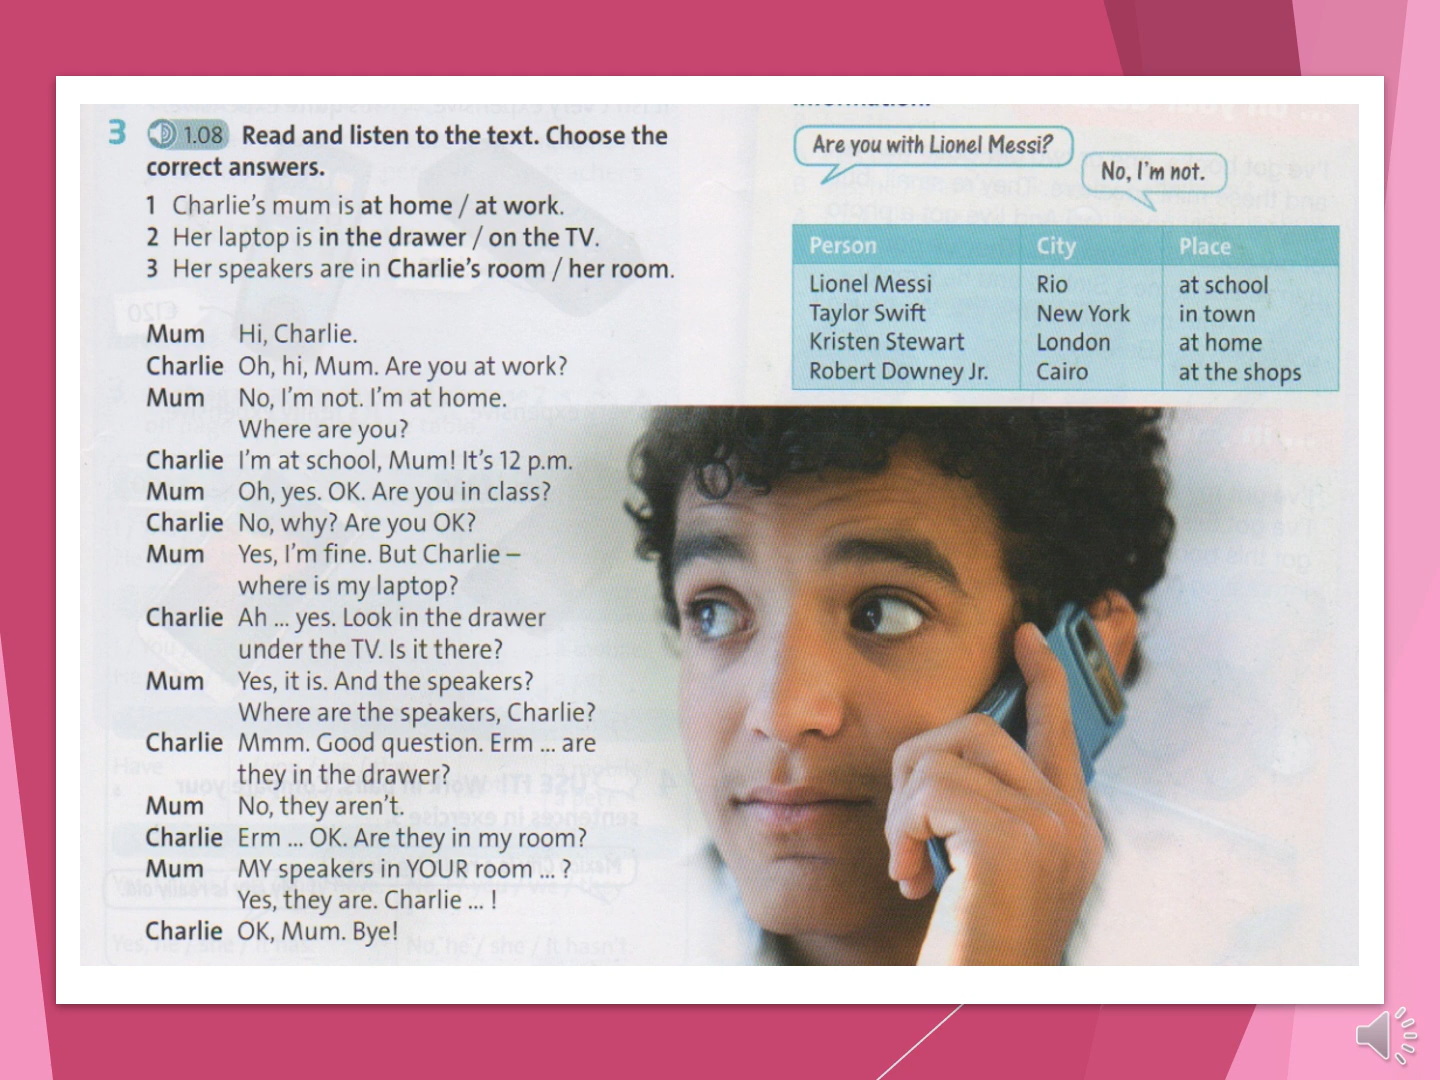 3 1.08 Read and listen to the text. Choose the
correct answers.
1 Charlie's mum is at home / at work.
2 Her laptop is in the drawer / on the TV.
3 Her speakers are in Charlie's room / her room.
Mum Hi, Charlie.
Charlie Oh, hi, Mum. Are you at work?
Mum No, I'm not. I'm at home.
Where are you?
Charlie I'm at school, Mum! It's 12 p.m.
Mum Oh, yes. OK. Are you in class?
Charlie No, why? Are you OK?
Mum Yes, I'm fine. But Charlie –
where is my laptop?
Charlie Ah ... yes. Look in the drawer
under the TV. Is it there?
Mum Yes, it is. And the speakers?
Where are the speakers, Charlie?
Charlie Mmm. Good question. Erm ... are
they in the drawer?
Mum No, they aren't.
Charlie Erm ... OK. Are they in my room?
Mum MY speakers in YOUR room ... ?
Yes, they are. Charlie ... !
Charlie OK, Mum. Bye!
Are you with Lionel Messi?
No, I'm not.
Person City Place
Lionel Messi Rio at school
Taylor Swift New York in town
Kristen Stewart London at home
Robert Downey Jr. Cairo at the shops